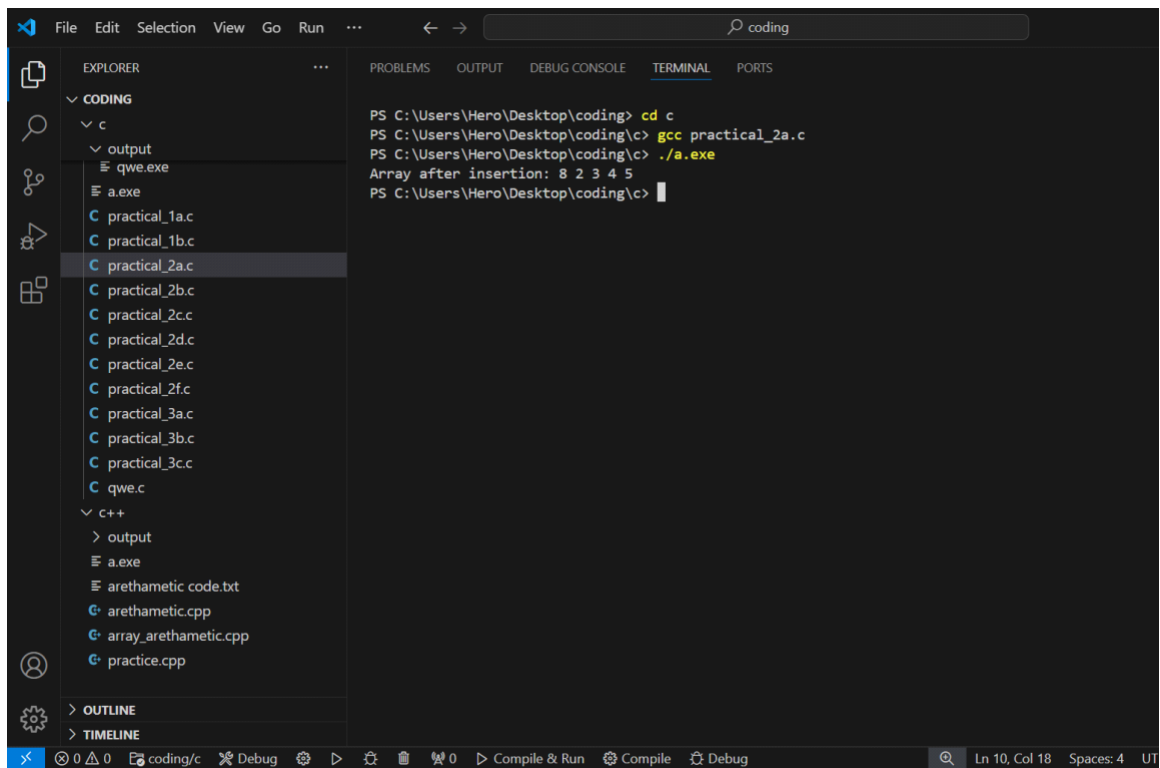 File Edit Selection View Go Run ··· coding
EXPLORER ···
CODING
c
output
qwe.exe
a.exe
practical_1a.c
practical_1b.c
practical_2a.c
practical_2b.c
practical_2c.c
practical_2d.c
practical_2e.c
practical_2f.c
practical_3a.c
practical_3b.c
practical_3c.c
qwe.c
c++
output
a.exe
arethametic code.txt
arethametic.cpp
array_arethametic.cpp
practice.cpp
OUTLINE
TIMELINE
PROBLEMS OUTPUT DEBUG CONSOLE TERMINAL PORTS
PS C:\Users\Hero\Desktop\coding> cd c
PS C:\Users\Hero\Desktop\coding\c> gcc practical_2a.c
PS C:\Users\Hero\Desktop\coding\c> ./a.exe
Array after insertion: 8 2 3 4 5
PS C:\Users\Hero\Desktop\coding\c>
0 0 coding/c Debug 0 Compile & Run Compile Debug Ln 10, Col 18 Spaces: 4 UT